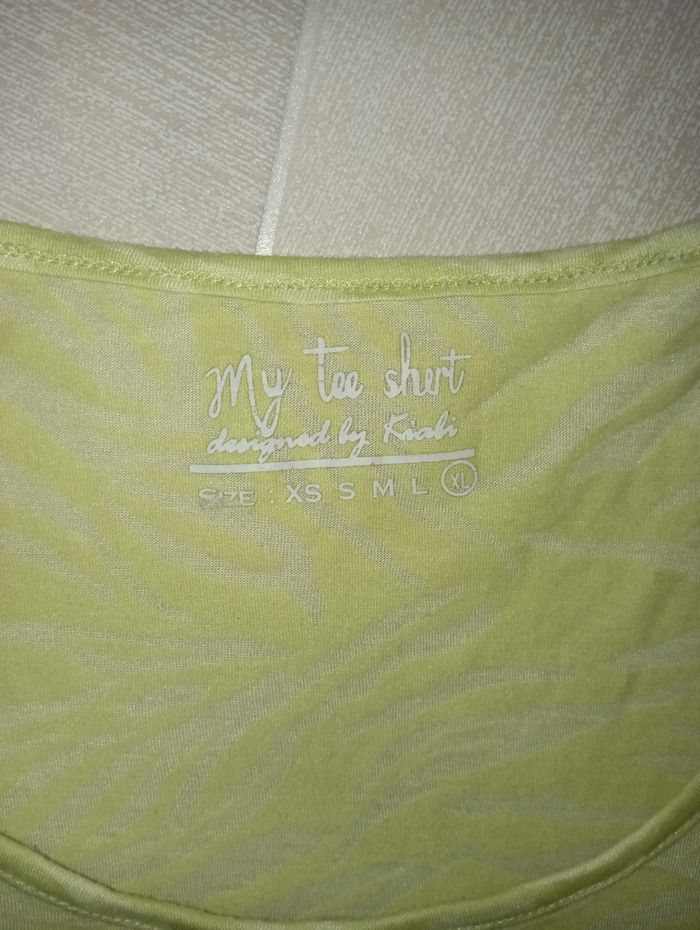 My tee shirt
designed by Kiabi
SIZE : XS S M L XL